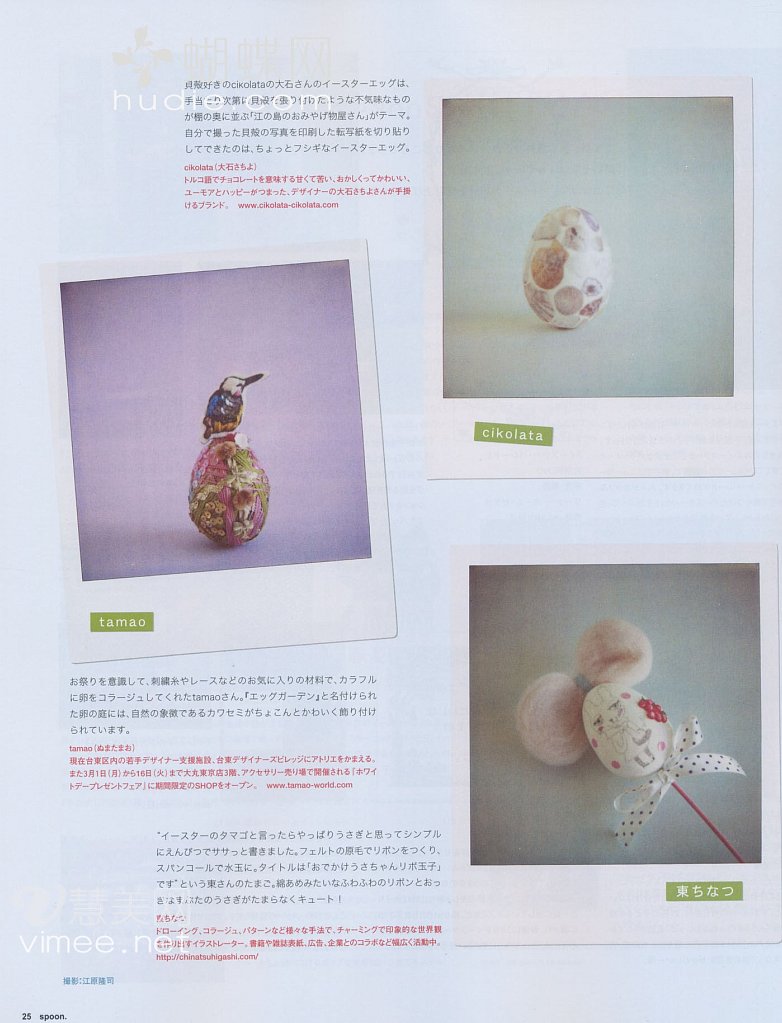 蝴蝶网
hudie.com
貝殻好きのcikolataの大石さんのイースターエッグは、
手当たり次第に貝殻を張り付けたような不気味なもの
が棚の奥に並ぶ「江の島のおみやげ物屋さん」がテーマ。
自分で撮った貝殻の写真を印刷した転写紙を切り貼り
してできたのは、ちょっとフシギなイースターエッグ。
cikolata(大石さちよ)
トルコ語でチョコレートを意味する甘くて苦い、おかしくってかわいい、
ユーモアとハッピーがつまった、デザイナーの大石さちよさんが手掛
けるブランド。 www.cikolata-cikolata.com
cikolata
tamao
お祭りを意識して、刺繍糸やレースなどのお気に入りの材料で、カラフル
に卵をコラージュしてくれたtamaoさん。『エッグガーデン』と名付けられ
た卵の庭には、自然の象徴であるカワセミがちょこんとかわいく飾り付け
られています。
tamao(ぬまたまお)
現在台東区内の若手デザイナー支援施設、台東デザイナーズビレッジにアトリエをかまえる。
また3月1日(月)から16日(火)まで大丸東京店3階、アクセサリー売り場で開催される『ホワイ
トデープレゼントフェア』に期間限定のSHOPをオープン。 www.tamao-world.com
"イースターのタマゴと言ったらやっぱりうさぎと思ってシンプル
にえんぴつでササっと書きました。フェルトの原毛でリボンをつくり、
スパンコールで水玉に。タイトルは「おでかけうさちゃんリボ玉子」
です"という東さんのたまご。綿あめみたいなふわふわのリボンとおっ
きなすぶたのうさぎがたまらなくキュート!
東ちなつ
ドローイング、コラージュ、パターンなど様々な手法で、チャーミングで印象的な世界観
を作り出すイラストレーター。書籍や雑誌表紙、広告、企業とのコラボなど幅広く活動中。
http://chinatsuhigashi.com/
東ちなつ
慧美
vimee.net
撮影:江原隆司
25 spoon.